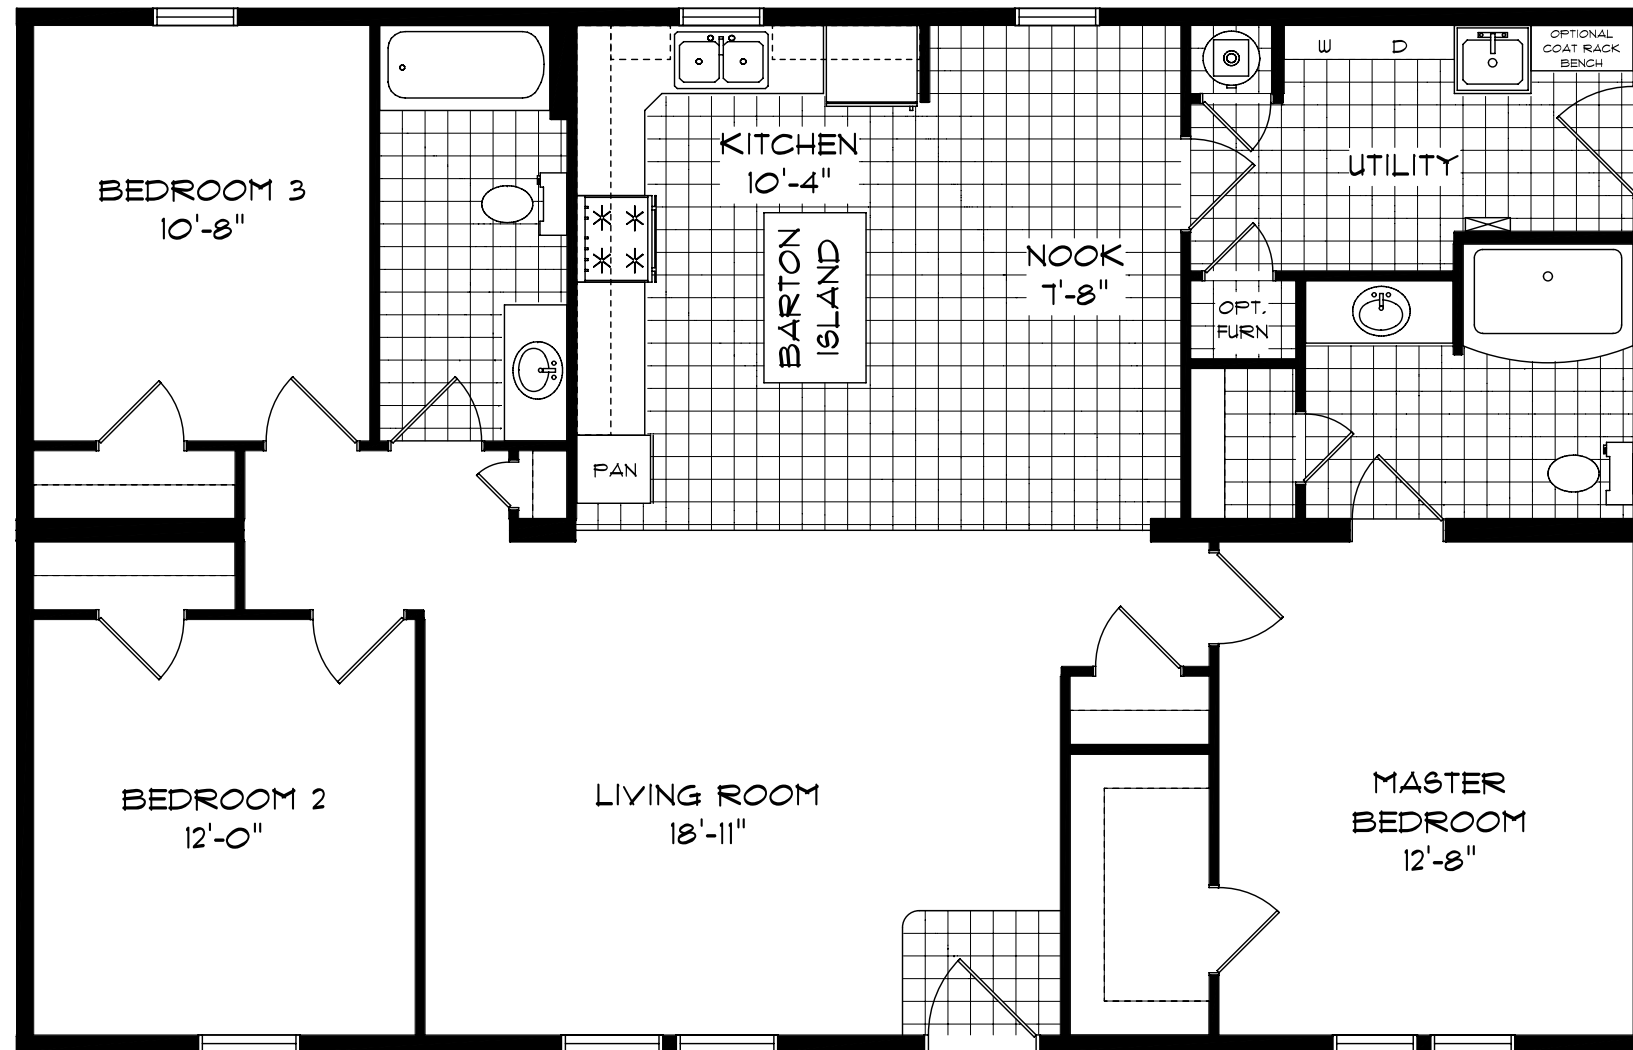 W D
OPTIONAL
COAT RACK
BENCH
KITCHEN
10'-4"
UTILITY
BEDROOM 3
10'-8"
BARTON
ISLAND
NOOK
7'-8"
OPT.
FURN
PAN
BEDROOM 2
12'-0"
LIVING ROOM
18'-11"
MASTER
BEDROOM
12'-8"